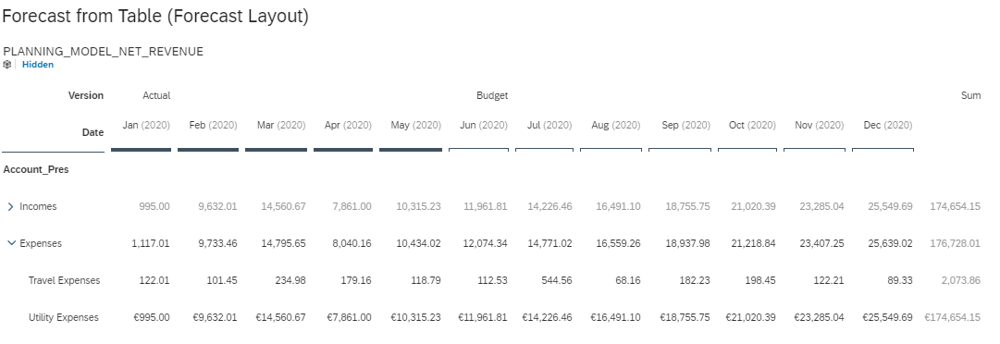 Forecast from Table (Forecast Layout)
PLANNING_MODEL_NET_REVENUE
Hidden
Version Actual Budget Sum
Date Jan (2020) Feb (2020) Mar (2020) Apr (2020) May (2020) Jun (2020) Jul (2020) Aug (2020) Sep (2020) Oct (2020) Nov (2020) Dec (2020)
Account_Pres
Incomes 995.00 9,632.01 14,560.67 7,861.00 10,315.23 11,961.81 14,226.46 16,491.10 18,755.75 21,020.39 23,285.04 25,549.69 174,654.15
Expenses 1,117.01 9,733.46 14,795.65 8,040.16 10,434.02 12,074.34 14,771.02 16,559.26 18,937.98 21,218.84 23,407.25 25,639.02 176,728.01
Travel Expenses 122.01 101.45 234.98 179.16 118.79 112.53 544.56 68.16 182.23 198.45 122.21 89.33 2,073.86
Utility Expenses €995.00 €9,632.01 €14,560.67 €7,861.00 €10,315.23 €11,961.81 €14,226.46 €16,491.10 €18,755.75 €21,020.39 €23,285.04 €25,549.69 €174,654.15